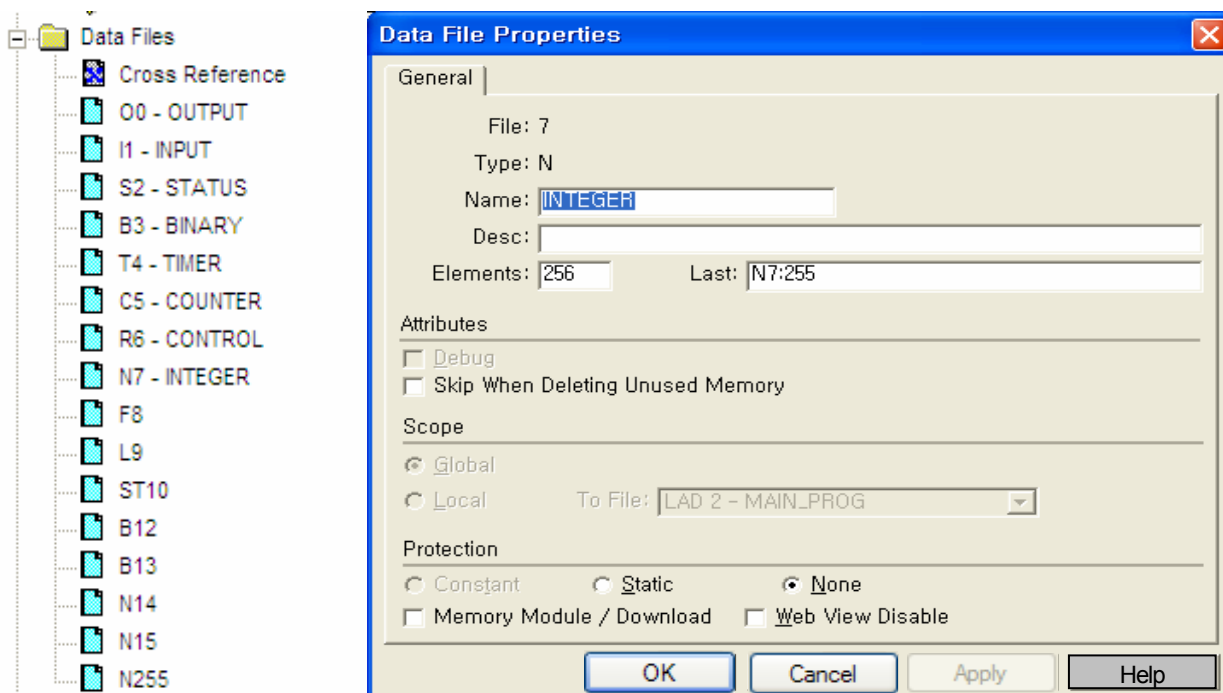 Data Files
Cross Reference
O0 - OUTPUT
I1 - INPUT
S2 - STATUS
B3 - BINARY
T4 - TIMER
C5 - COUNTER
R6 - CONTROL
N7 - INTEGER
F8
L9
ST10
B12
B13
N14
N15
N255
Data File Properties
General
File: 7
Type: N
Name: INTEGER
Desc:
Elements: 256 Last: N7:255
Attributes
Debug
Skip When Deleting Unused Memory
Scope
Global
Local To File: LAD 2 - MAIN_PROG
Protection
Constant Static None
Memory Module / Download Web View Disable
OK Cancel Apply Help